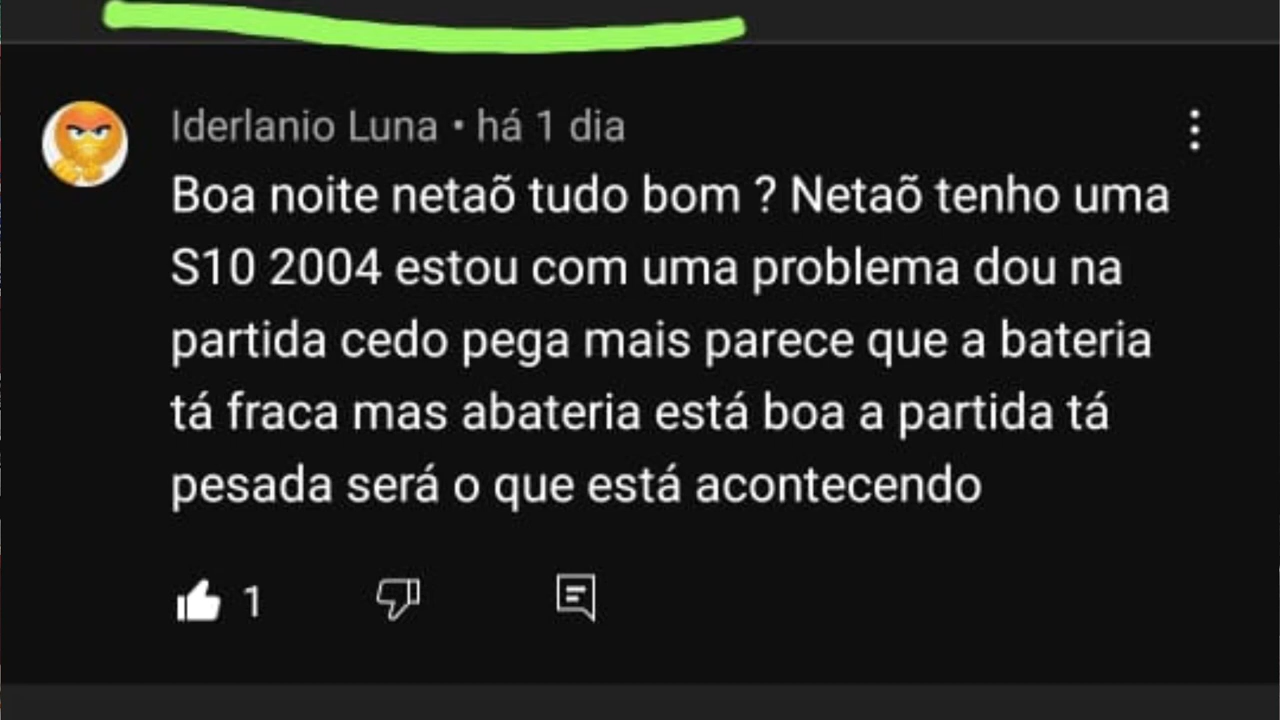 Iderlanio Luna • há 1 dia
Boa noite netaõ tudo bom ? Netaõ tenho uma
S10 2004 estou com uma problema dou na
partida cedo pega mais parece que a bateria
tá fraca mas abateria está boa a partida tá
pesada será o que está acontecendo
1